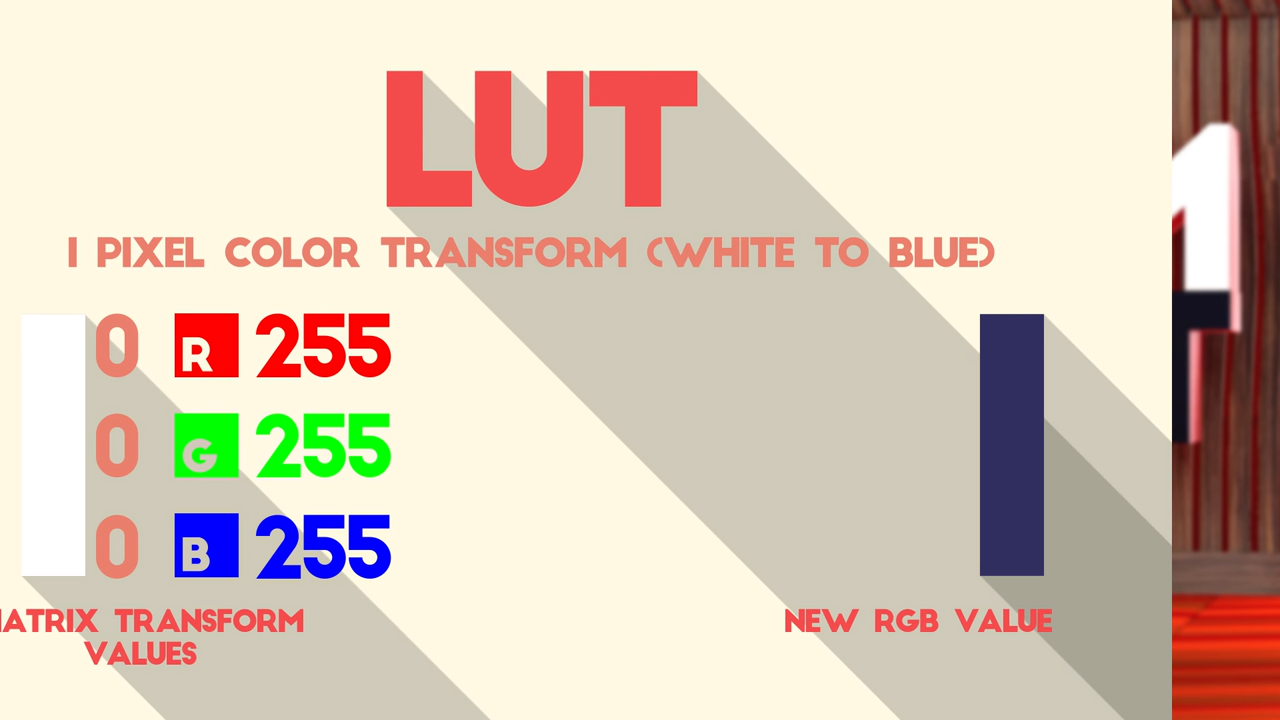 LUT
1 PIXEL COLOR TRANSFORM (WHITE TO BLUE)
0 R 255
0 G 255
0 B 255
MATRIX TRANSFORM
VALUES
NEW RGB VALUE